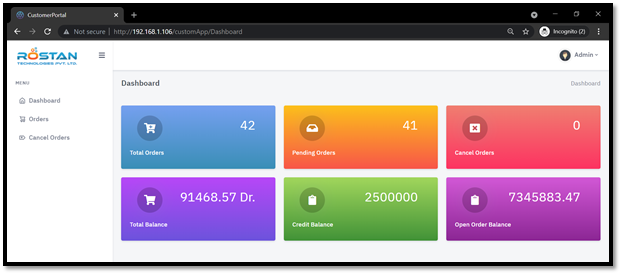 CustomerPortal
Not secure | http://192.168.1.106/customApp/Dashboard
Incognito (2)
ROSTAN
TECHNOLOGIES PVT. LTD.
Admin
MENU
Dashboard
Orders
Cancel Orders
Dashboard
Dashboard
42
Total Orders
41
Pending Orders
0
Cancel Orders
91468.57 Dr.
Total Balance
2500000
Credit Balance
7345883.47
Open Order Balance